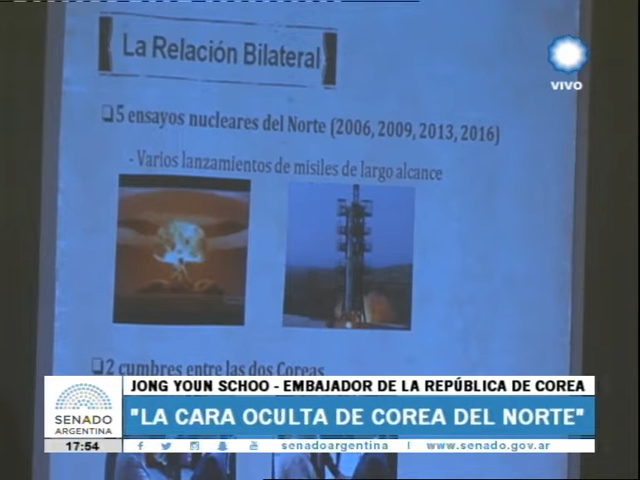 La Relación Bilateral
VIVO
❑5 ensayos nucleares del Norte (2006, 2009, 2013, 2016)
- Varios lanzamientos de misiles de largo alcance
❑2 cumbres entre las dos Coreas
JONG YOUN SCHOO - EMBAJADOR DE LA REPÚBLICA DE COREA
"LA CARA OCULTA DE COREA DEL NORTE"
SENADO
ARGENTINA
17:54
senadoargentina | www.senado.gov.ar